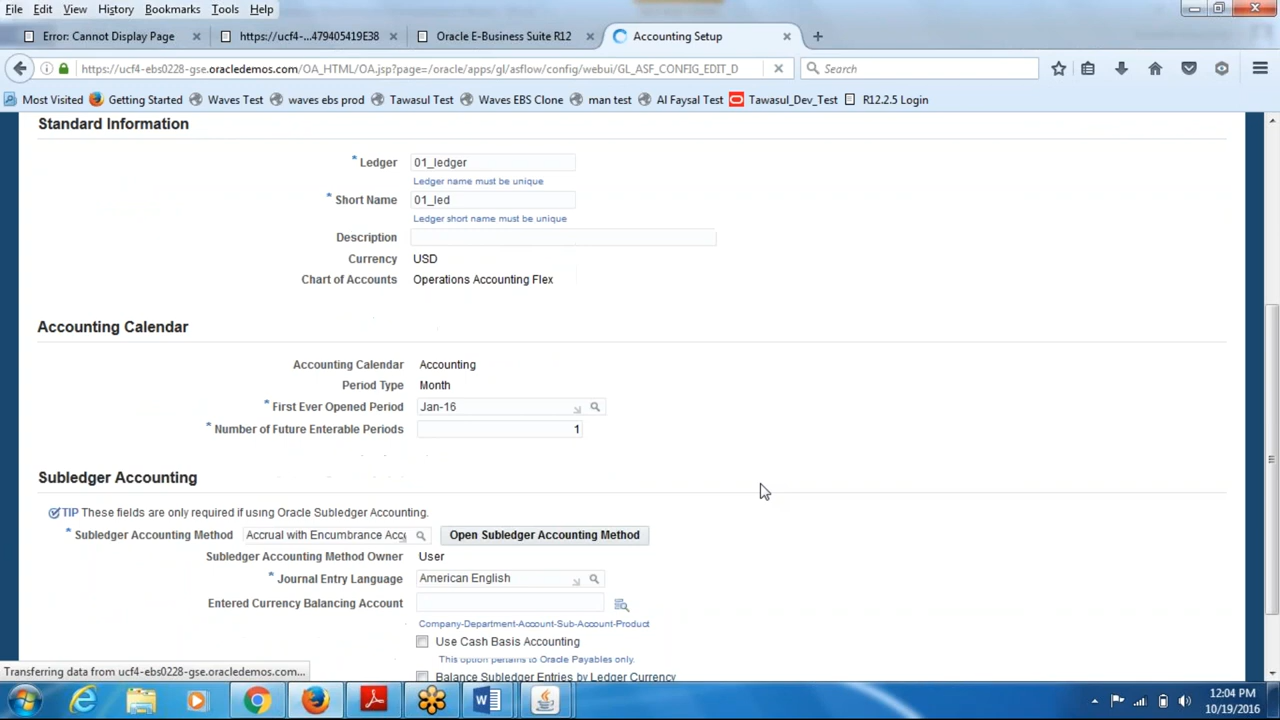 File Edit View History Bookmarks Tools Help
Error: Cannot Display Page https://ucf4-...479405419E38 Oracle E-Business Suite R12 Accounting Setup
https://ucf4-ebs0228-gse.oracledemos.com/OA_HTML/OA.jsp?page=/oracle/apps/gl/asflow/config/webui/GL_ASF_CONFIG_EDIT_D Search
Most Visited Getting Started Waves Test waves ebs prod Tawasul Test Waves EBS Clone man test Al Faysal Test Tawasul_Dev_Test R12.2.5 Login
Standard Information
* Ledger 01_ledger
Ledger name must be unique
* Short Name 01_led
Ledger short name must be unique
Description
Currency USD
Chart of Accounts Operations Accounting Flex
Accounting Calendar
Accounting Calendar Accounting
Period Type Month
* First Ever Opened Period Jan-16
* Number of Future Enterable Periods 1
Subledger Accounting
TIP These fields are only required if using Oracle Subledger Accounting.
* Subledger Accounting Method Accrual with Encumbrance Acc Open Subledger Accounting Method
Subledger Accounting Method Owner User
* Journal Entry Language American English
Entered Currency Balancing Account
Company-Department-Account-Sub-Account-Product
Use Cash Basis Accounting
This option pertains to Oracle Payables only.
Balance Subledger Entries by Ledger Currency
Transferring data from ucf4-ebs0228-gse.oracledemos.com...
12:04 PM
10/19/2016